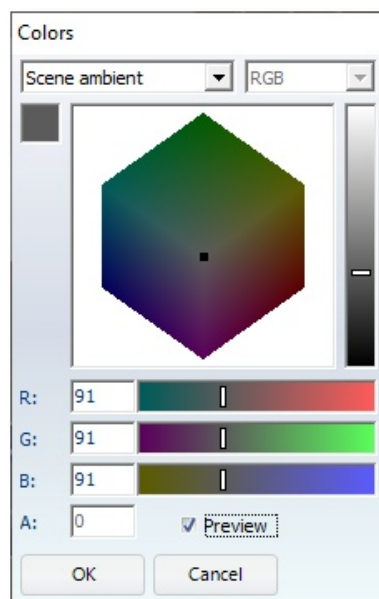 Colors
Scene ambient RGB
R: 91
G: 91
B: 91
A: 0 Preview
OK Cancel